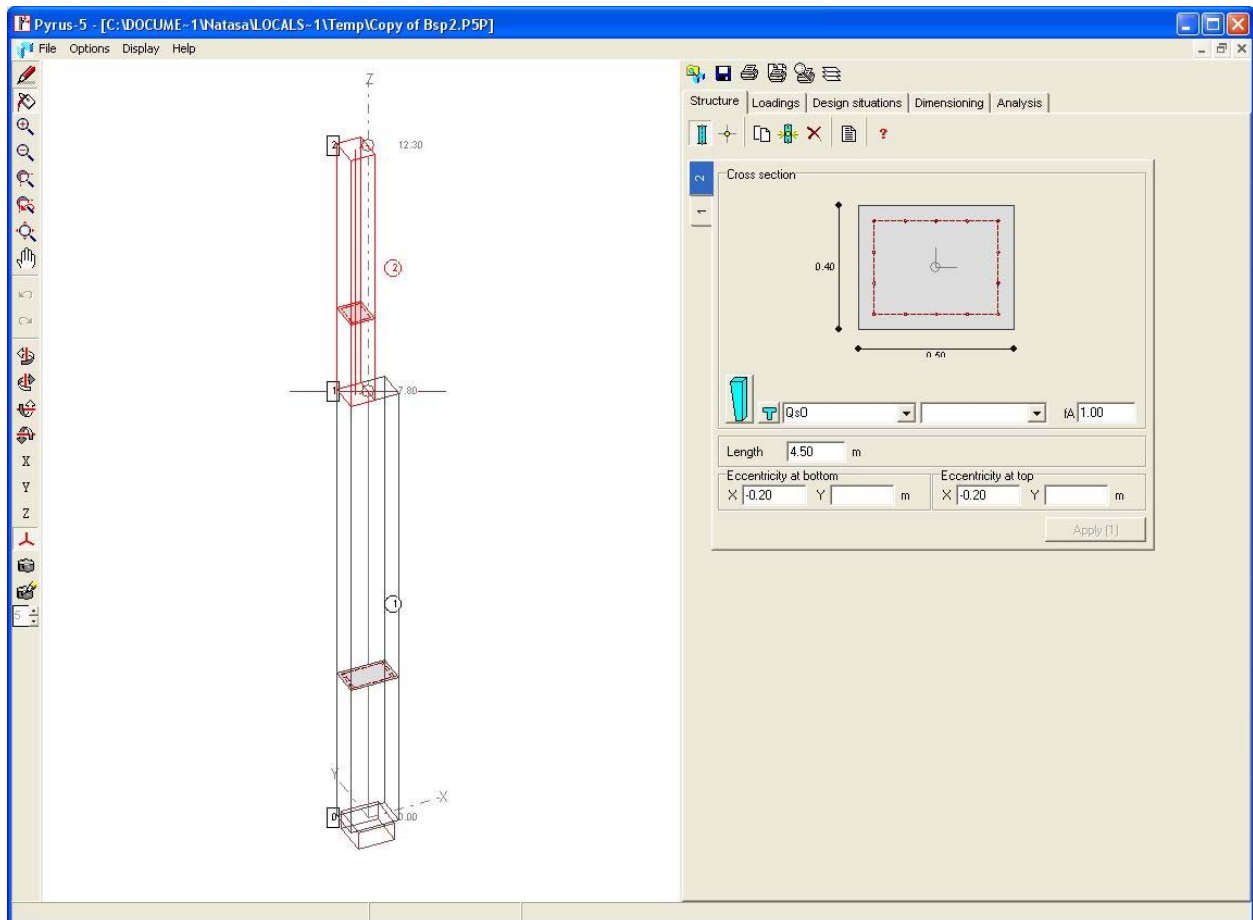 Pyrus-5 - [C:\DOCUME~1\Natasa\LOCALS~1\Temp\Copy of Bsp2.P5P]
File Options Display Help
Structure Loadings Design situations Dimensioning Analysis
?
Z
2 12.30
2
1 7.80
1
Y
X
0 0.00
X
Y
Z
5
2
1
Cross section
0.40
0.50
fA 1.00
Length 4.50 m
Eccentricity at bottom Eccentricity at top
X -0.20 Y m X -0.20 Y m
Apply [1]